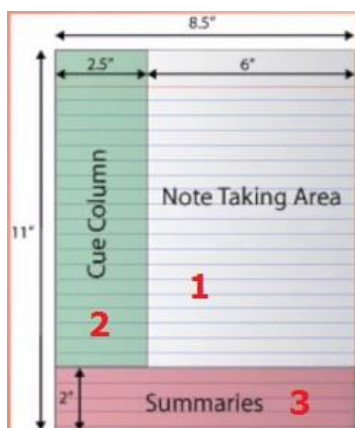 8.5"
2.5" 6"
11"
Cue Column
Note Taking Area
1
2
2"
Summaries 3